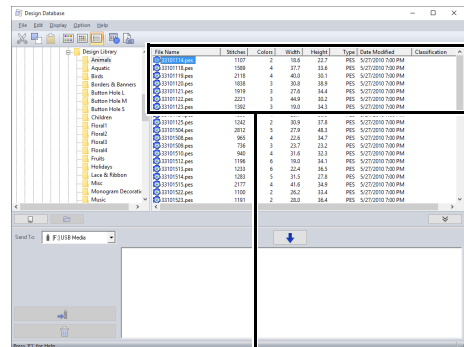 Design Database
File Edit Display Option Help
Design Library
Animals
Aquatic
Birds
Borders & Banners
Button Hole L
Button Hole M
Button Hole S
Children
Floral1
Floral2
Floral3
Floral4
Fruits
Holidays
Lace & Ribbon
Misc
Monogram Decorati
Music
File Name Stitches Colors Width Height Type Date Modified Classification
33101114.pes 1107 2 18.6 22.7 PES 5/27/2010 7:00 PM
33101118.pes 1589 4 37.7 33.6 PES 5/27/2010 7:00 PM
33101119.pes 2118 4 40.0 30.1 PES 5/27/2010 7:00 PM
33101120.pes 1838 3 30.8 38.9 PES 5/27/2010 7:00 PM
33101121.pes 1919 3 27.6 34.4 PES 5/27/2010 7:00 PM
33101122.pes 2221 3 44.9 30.2 PES 5/27/2010 7:00 PM
33101123.pes 1392 3 19.0 34.3 PES 5/27/2010 7:00 PM
33101125.pes 1242 2 30.9 37.8 PES 5/27/2010 7:00 PM
33101504.pes 2812 5 27.9 48.3 PES 5/27/2010 7:00 PM
33101508.pes 965 4 22.6 34.7 PES 5/27/2010 7:00 PM
33101509.pes 736 3 23.7 23.2 PES 5/27/2010 7:00 PM
33101510.pes 940 4 31.6 32.3 PES 5/27/2010 7:00 PM
33101512.pes 1196 6 19.0 34.1 PES 5/27/2010 7:00 PM
33101513.pes 1233 6 22.4 36.5 PES 5/27/2010 7:00 PM
33101514.pes 1283 5 31.5 27.8 PES 5/27/2010 7:00 PM
33101515.pes 2177 4 41.6 34.9 PES 5/27/2010 7:00 PM
33101522.pes 1100 2 26.2 33.4 PES 5/27/2010 7:00 PM
33101523.pes 1191 2 28.0 36.4 PES 5/27/2010 7:00 PM
Send To: [F:] USB Media
Press 'F1' for Help